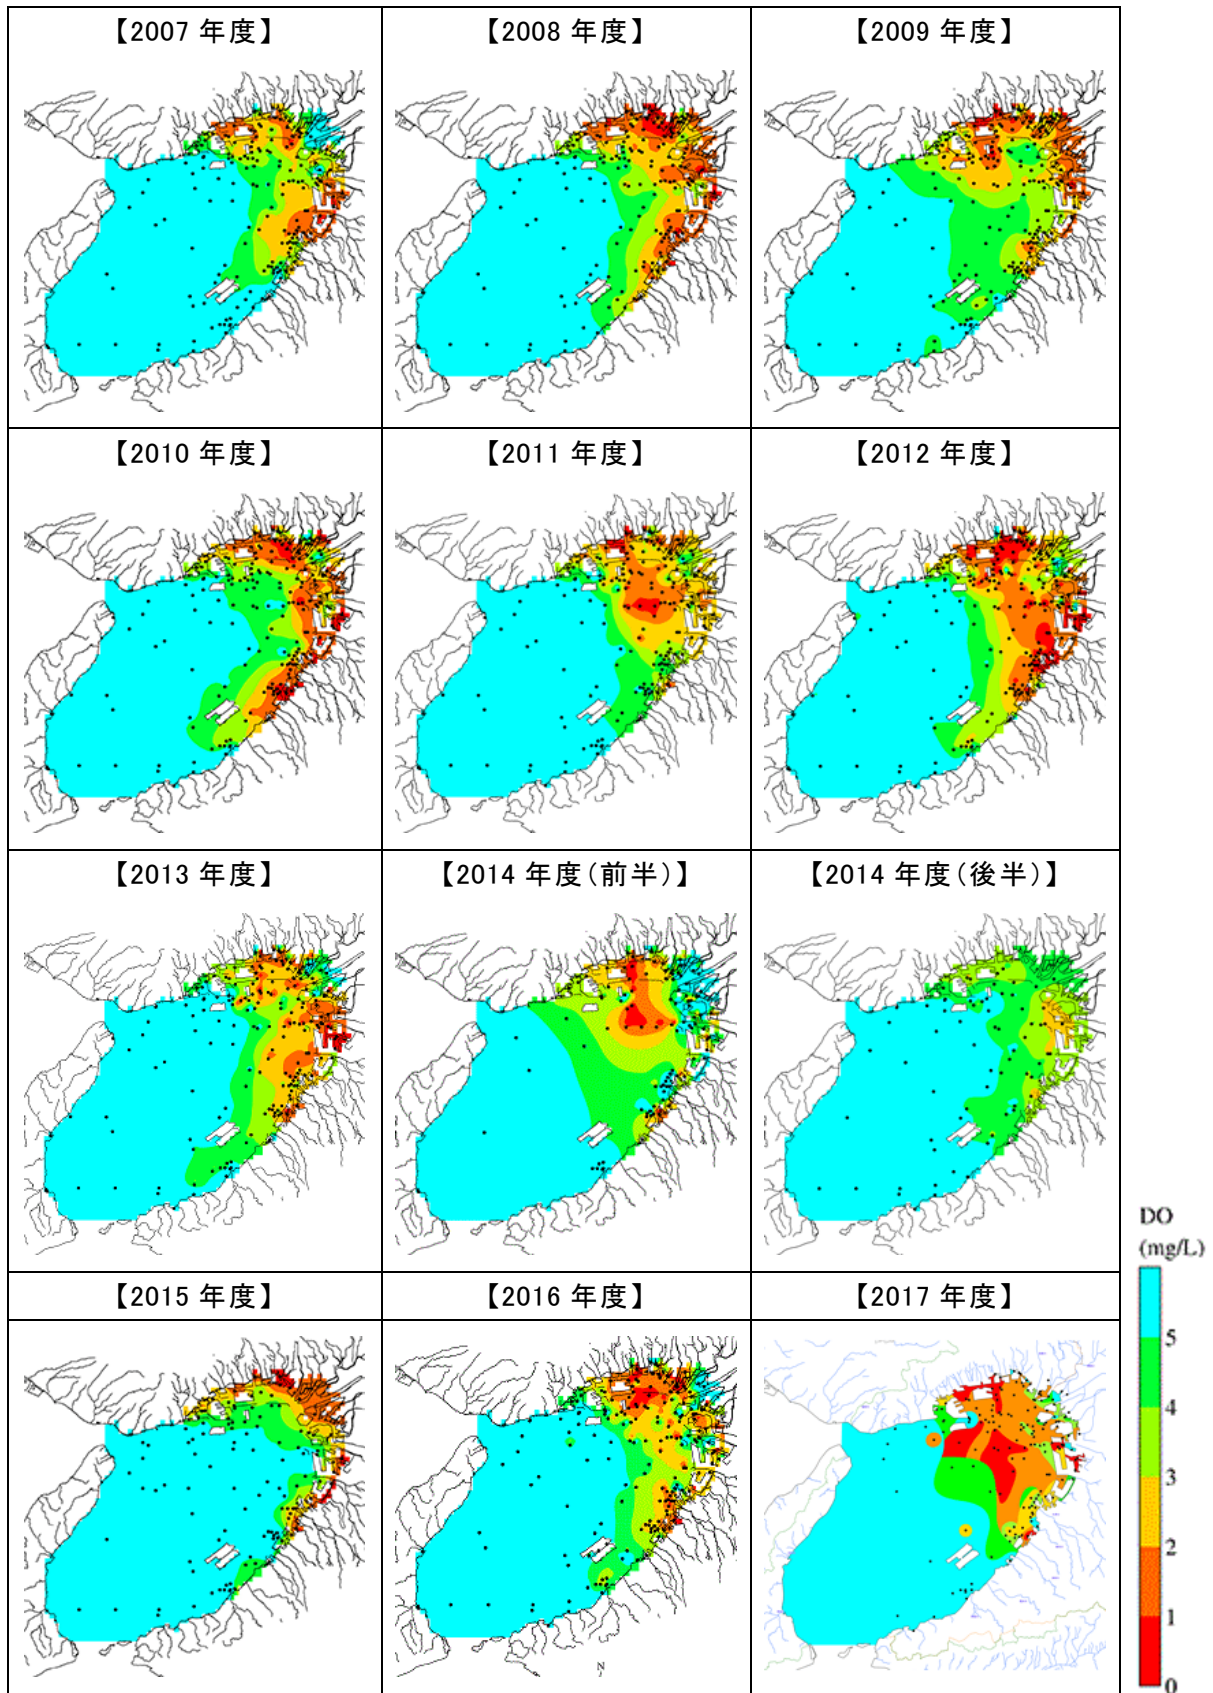 【2007 年度】
【2008 年度】
【2009 年度】
【2010 年度】
【2011 年度】
【2012 年度】
【2013 年度】
【2014 年度(前半)】
【2014 年度(後半)】
【2015 年度】
【2016 年度】
【2017 年度】
N
DO
(mg/L)
5
4
3
2
1
0